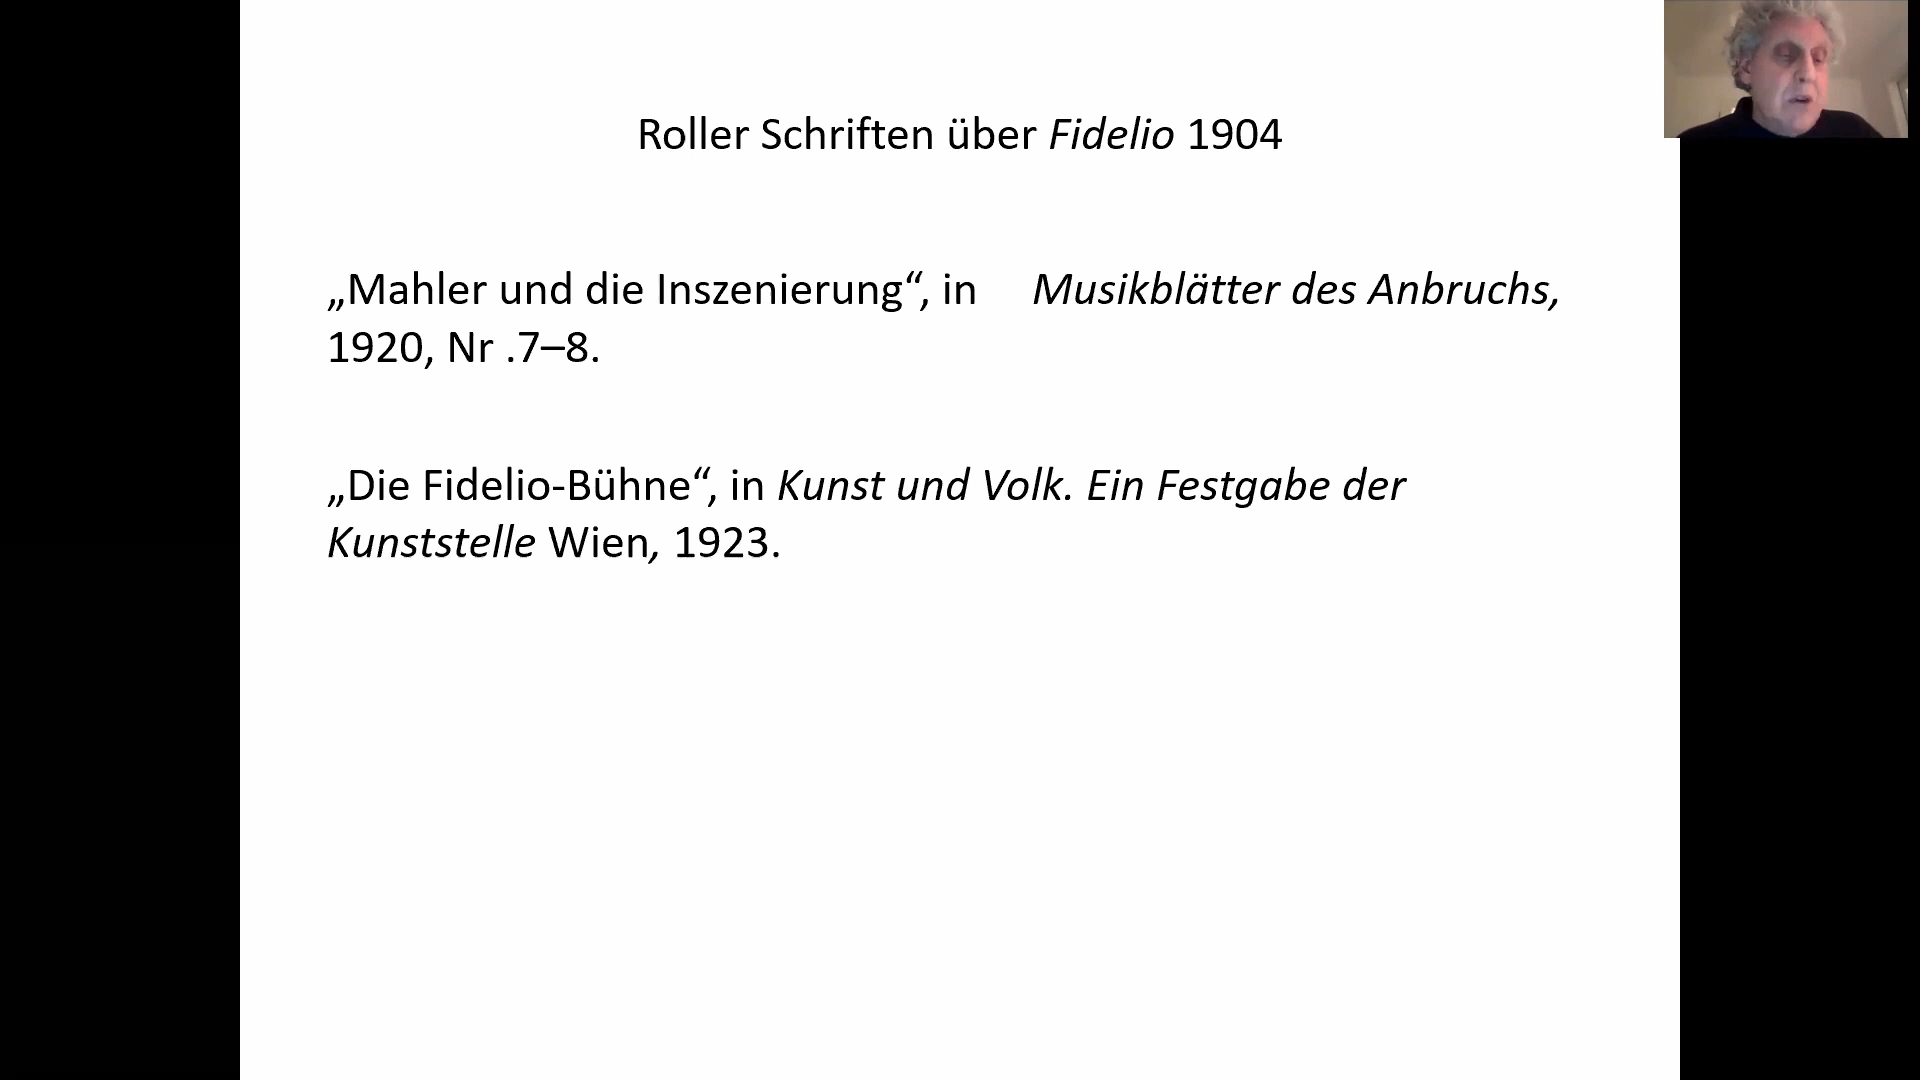 Roller Schriften über Fidelio 1904
„Mahler und die Inszenierung“, in Musikblätter des Anbruchs,
1920, Nr .7–8.
„Die Fidelio-Bühne“, in Kunst und Volk. Ein Festgabe der
Kunststelle Wien, 1923.